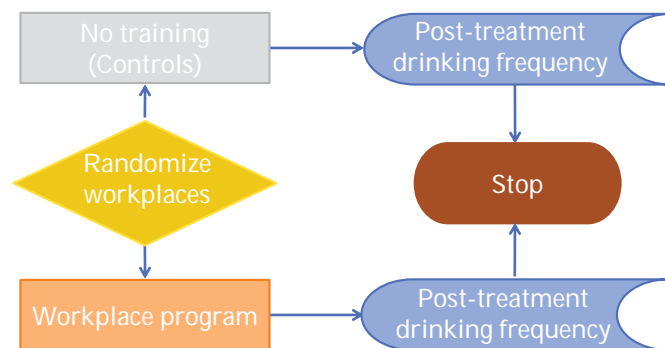 No training
(Controls)
Post-treatment
drinking frequency
Randomize
workplaces
Stop
Workplace program
Post-treatment
drinking frequency